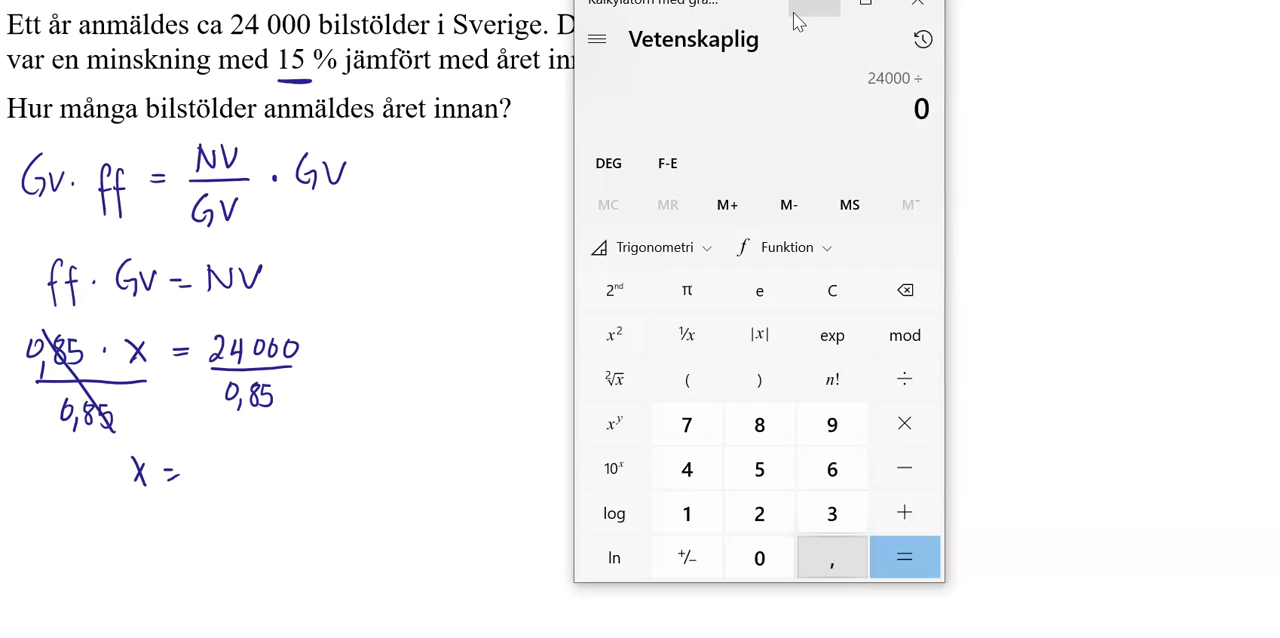 Ett år anmäldes ca 24 000 bilstölder i Sverige. D
var en minskning med 15 % jämfört med året in
Hur många bilstölder anmäldes året innan?
Gv · ff = NV / GV · GV
ff · Gv = NV
0,85 · x = 24 000
0,85 0,85
x =
Vetenskaplig
24000 ÷
0
DEG F-E
MC MR M+ M- MS M˅
Trigonometri f Funktion
2ⁿᵈ π e C
x² ¹/x |x| exp mod
²√x ( ) n! ÷
xʸ 7 8 9 ×
10ˣ 4 5 6 −
log 1 2 3 +
ln +/− 0 , =